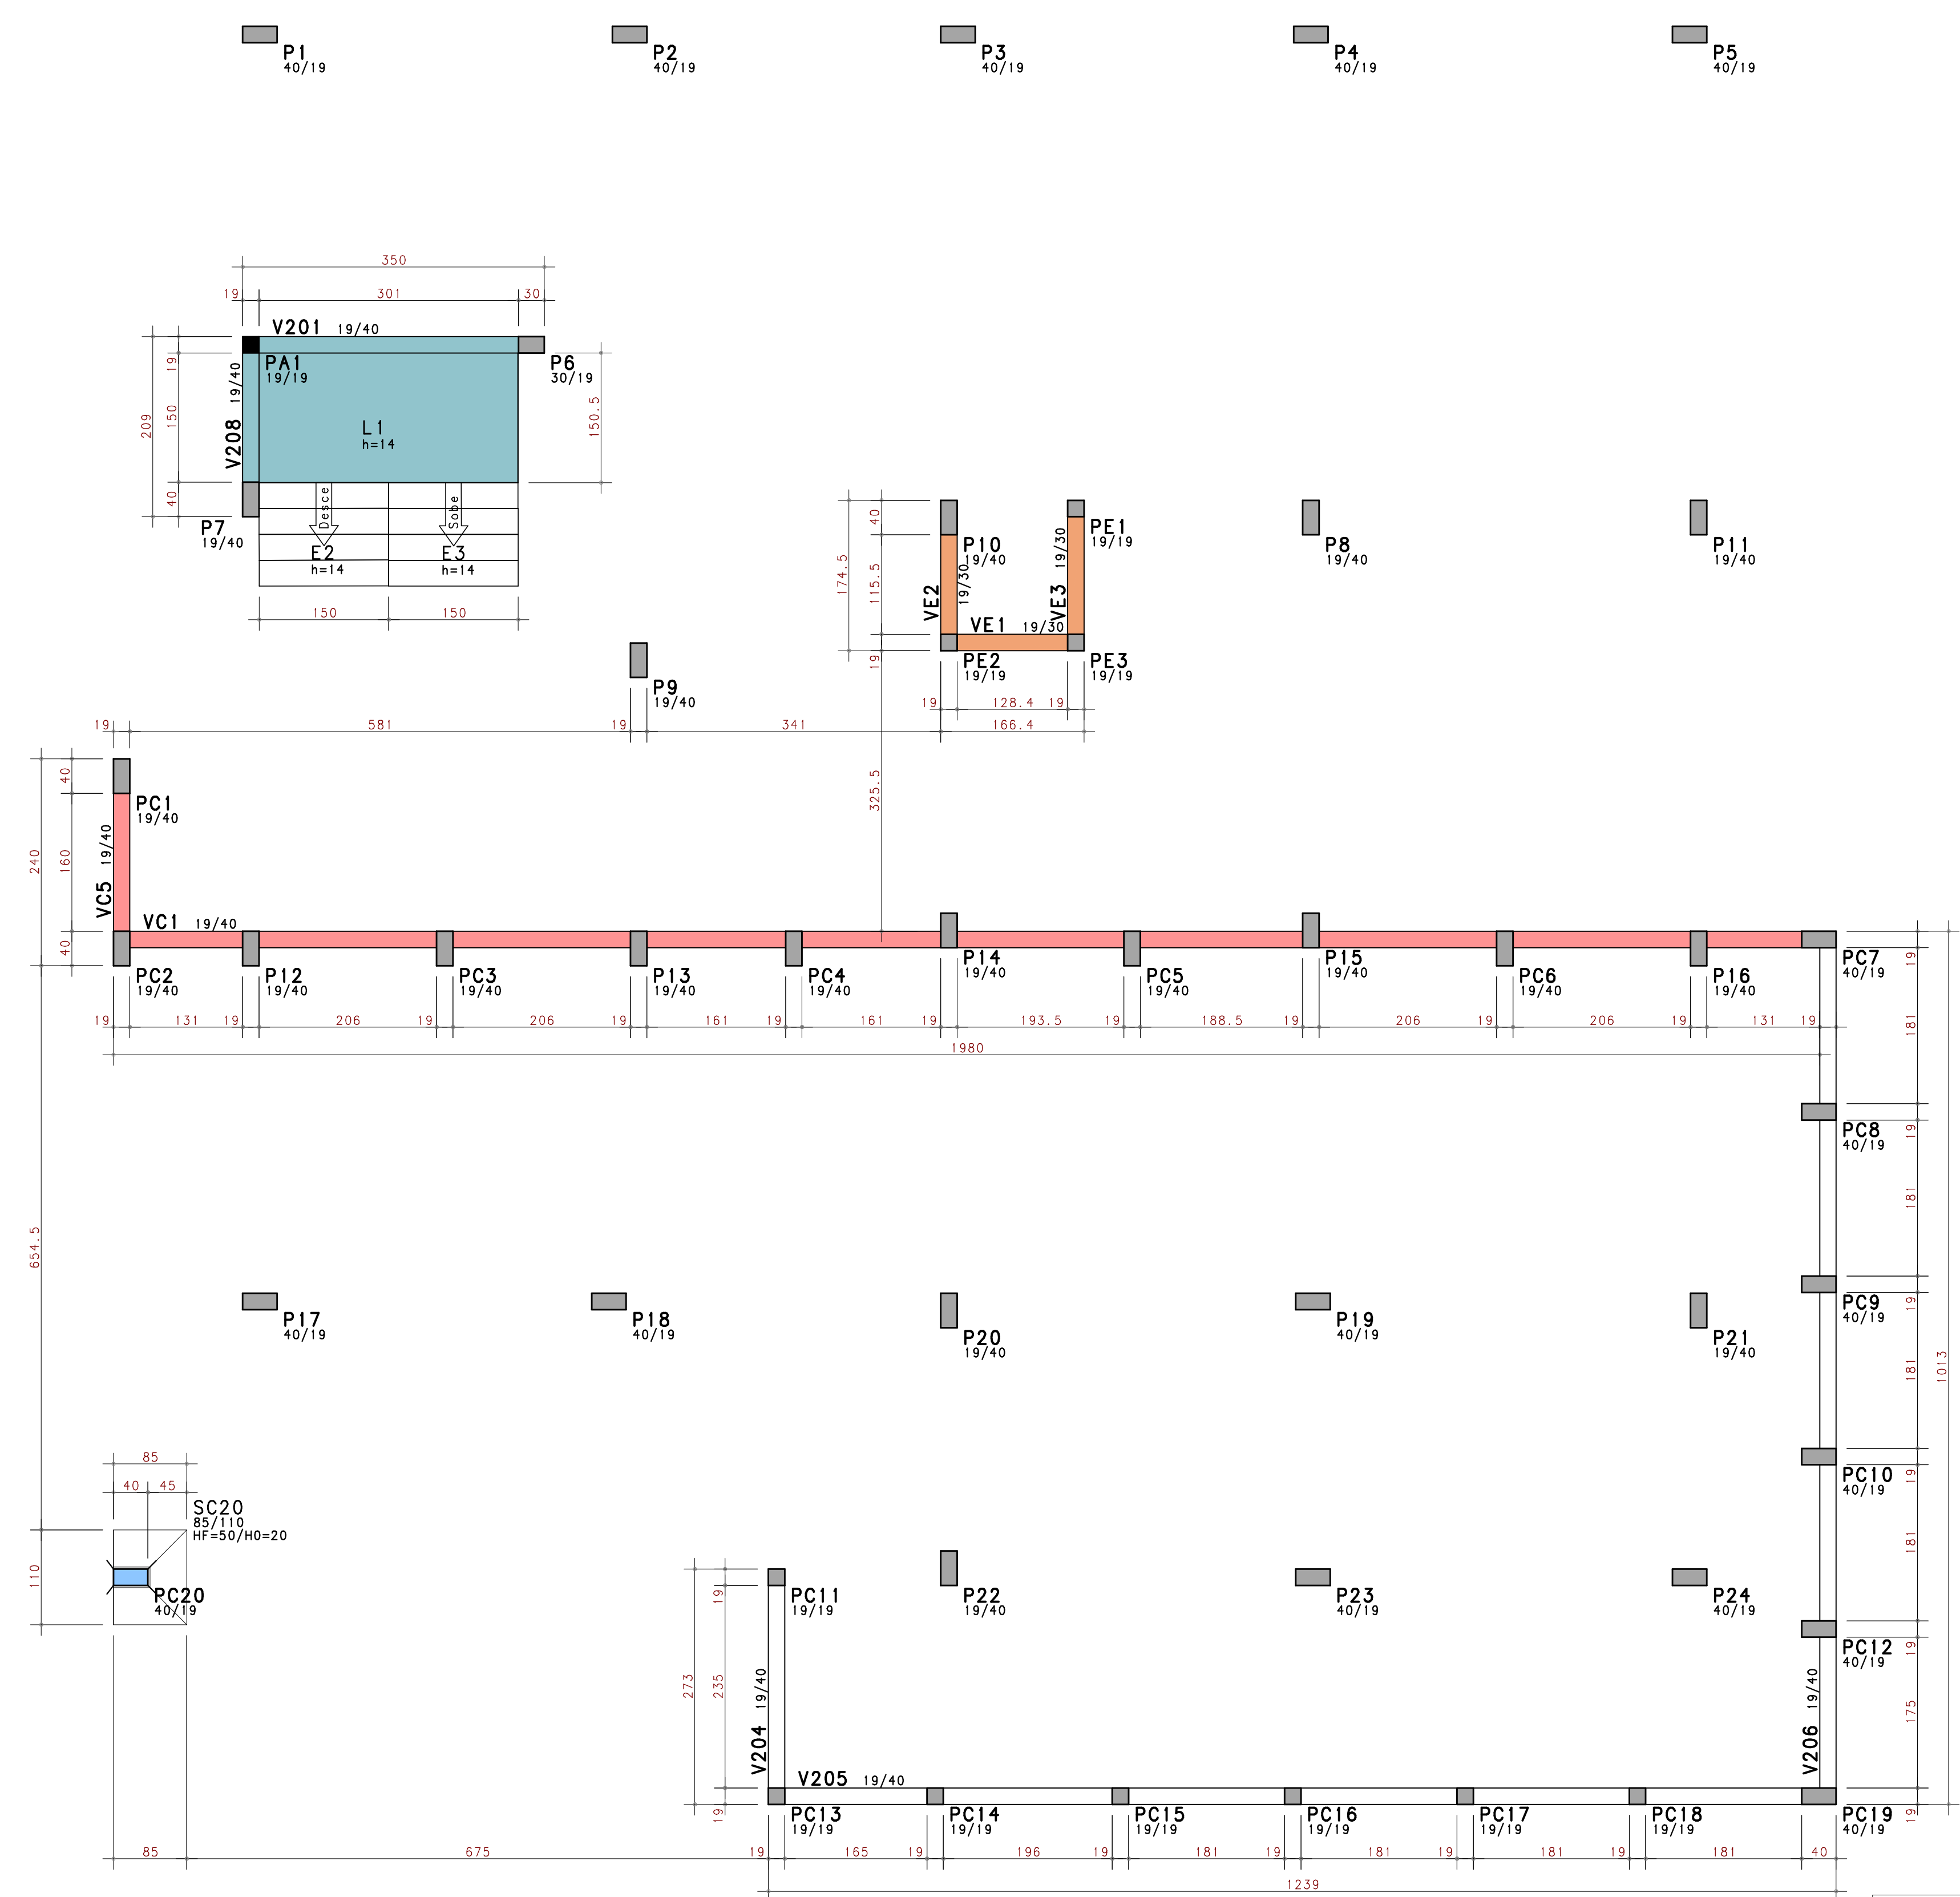 P1
40/19
P2
40/19
P3
40/19
P4
40/19
P5
40/19
350
19
301
30
V201 19/40
PA1
19/19
P6
30/19
209
19
150
40
19/40
V208
150.5
L1
h=14
P7
19/40
Desce
Sobe
E2
h=14
E3
h=14
150
150
174.5
40
115.5
19
P10
19/40
PE1
19/19
VE2
19/30
VE3
19/30
VE1 19/30
PE2
19/19
PE3
19/19
P8
19/40
P11
19/40
P9
19/40
19
128.4
19
19
581
19
341
166.4
325.5
240
40
160
40
PC1
19/40
VC5 19/40
VC1 19/40
PC2
19/40
P12
19/40
PC3
19/40
P13
19/40
PC4
19/40
P14
19/40
PC5
19/40
P15
19/40
PC6
19/40
P16
19/40
PC7
40/19
19
131
19
206
19
206
19
161
19
161
19
193.5
19
188.5
19
206
19
206
19
131
19
1980
19
181
PC8
40/19
19
181
654.5
PC9
40/19
19
181
1013
P17
40/19
P18
40/19
P20
19/40
P19
40/19
P21
19/40
PC10
40/19
19
181
85
40
45
SC20
85/110
HF=50/H0=20
110
PC20
40/19
PC11
19/19
P22
19/40
P23
40/19
P24
40/19
PC12
40/19
19
175
19
273
19
235
19
V204 19/40
V206 19/40
V205 19/40
PC13
19/19
PC14
19/19
PC15
19/19
PC16
19/19
PC17
19/19
PC18
19/19
PC19
40/19
85
675
19
165
19
196
19
181
19
181
19
181
19
181
40
1239